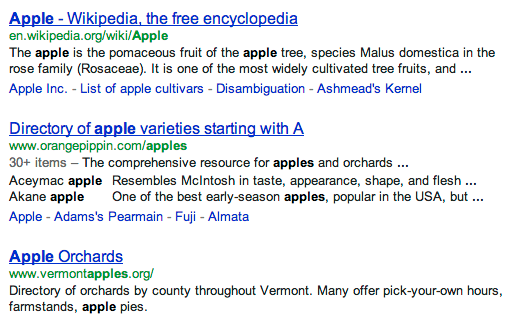 Apple - Wikipedia, the free encyclopedia
en.wikipedia.org/wiki/Apple
The apple is the pomaceous fruit of the apple tree, species Malus domestica in the
rose family (Rosaceae). It is one of the most widely cultivated tree fruits, and ...
Apple Inc. - List of apple cultivars - Disambiguation - Ashmead's Kernel
Directory of apple varieties starting with A
www.orangepippin.com/apples
30+ items – The comprehensive resource for apples and orchards ...
Aceymac apple Resembles McIntosh in taste, appearance, shape, and flesh ...
Akane apple One of the best early-season apples, popular in the USA, but ...
Apple - Adams's Pearmain - Fuji - Almata
Apple Orchards
www.vermontapples.org/
Directory of orchards by county throughout Vermont. Many offer pick-your-own hours,
farmstands, apple pies.